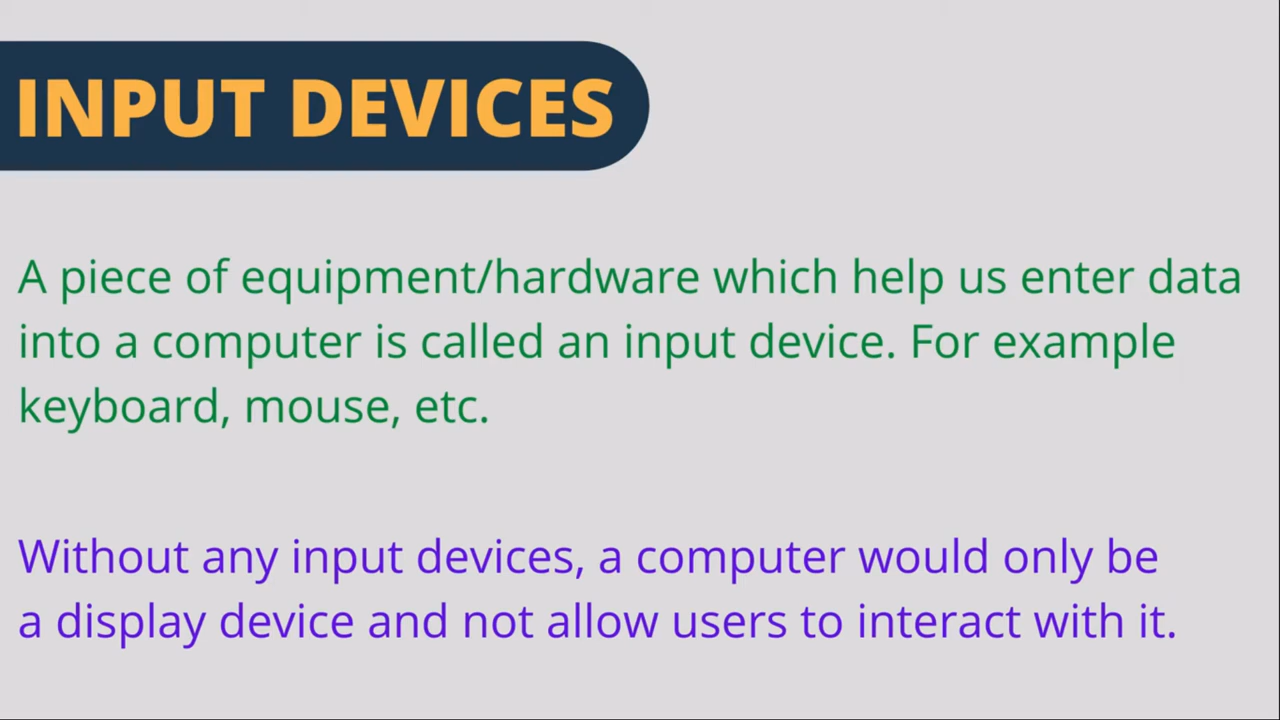 INPUT DEVICES
A piece of equipment/hardware which help us enter data
into a computer is called an input device. For example
keyboard, mouse, etc.
Without any input devices, a computer would only be
a display device and not allow users to interact with it.